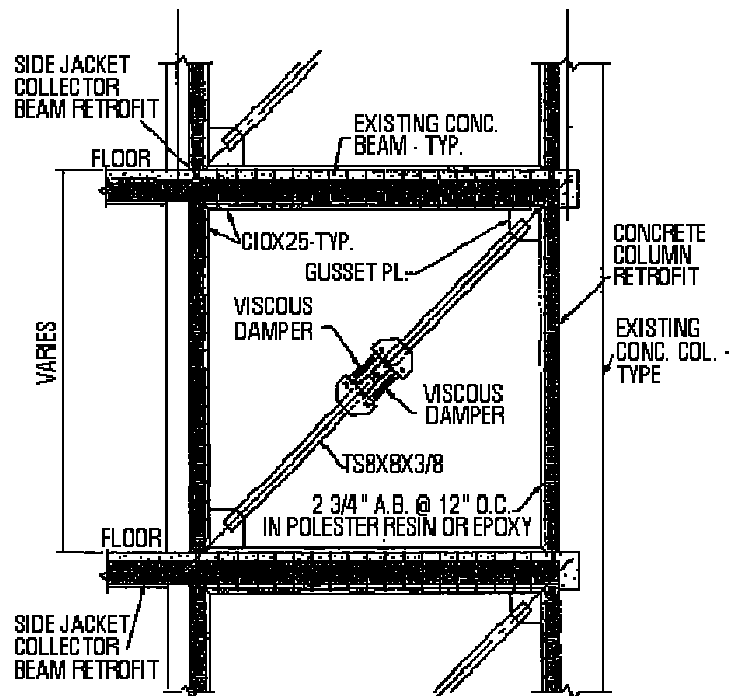 SIDE JACKET
COLLECTOR
BEAM RETROFIT
EXISTING CONC.
BEAM - TYP.
FLOOR
C10X25-TYP.
GUSSET PL.
CONCRETE
COLUMN
RETROFIT
VISCOUS
DAMPER
EXISTING
CONC. COL. -
TYPE
VARIES
VISCOUS
DAMPER
TS8X8X3/8
2 3/4" A.B. @ 12" O.C.
IN POLESTER RESIN OR EPOXY
FLOOR
SIDE JACKET
COLLECTOR
BEAM RETROFIT